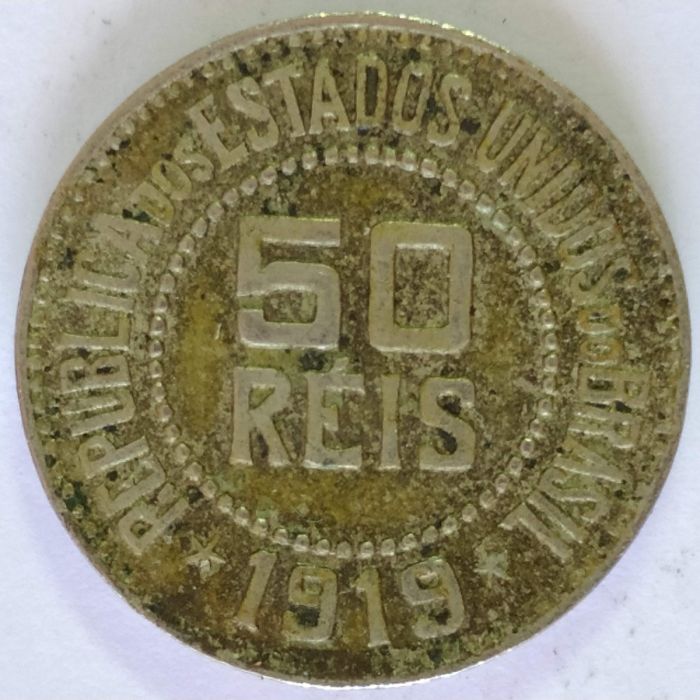 REPUBLICA DOS ESTADOS UNIDOS DO BRASIL
50
RÉIS
1919